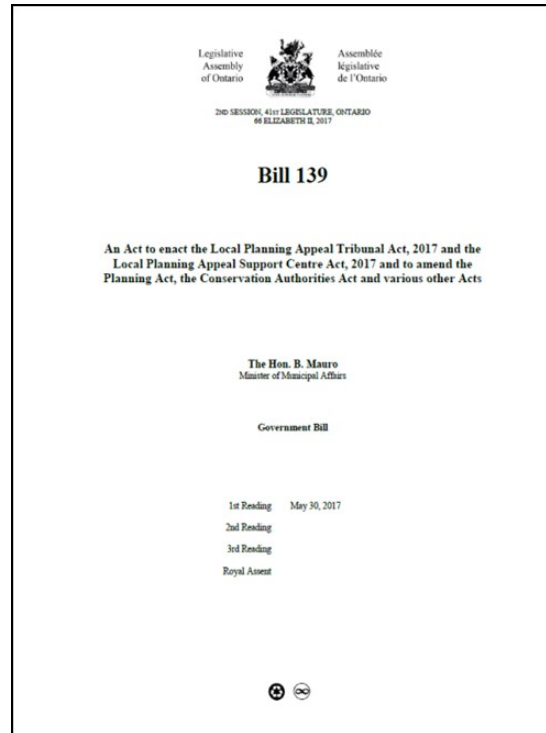 Legislative
Assembly
of Ontario
Assemblée
législative
de l'Ontario
2ND SESSION, 41ST LEGISLATURE, ONTARIO
66 ELIZABETH II, 2017
Bill 139
An Act to enact the Local Planning Appeal Tribunal Act, 2017 and the
Local Planning Appeal Support Centre Act, 2017 and to amend the
Planning Act, the Conservation Authorities Act and various other Acts
The Hon. B. Mauro
Minister of Municipal Affairs
Government Bill
1st Reading May 30, 2017
2nd Reading
3rd Reading
Royal Assent